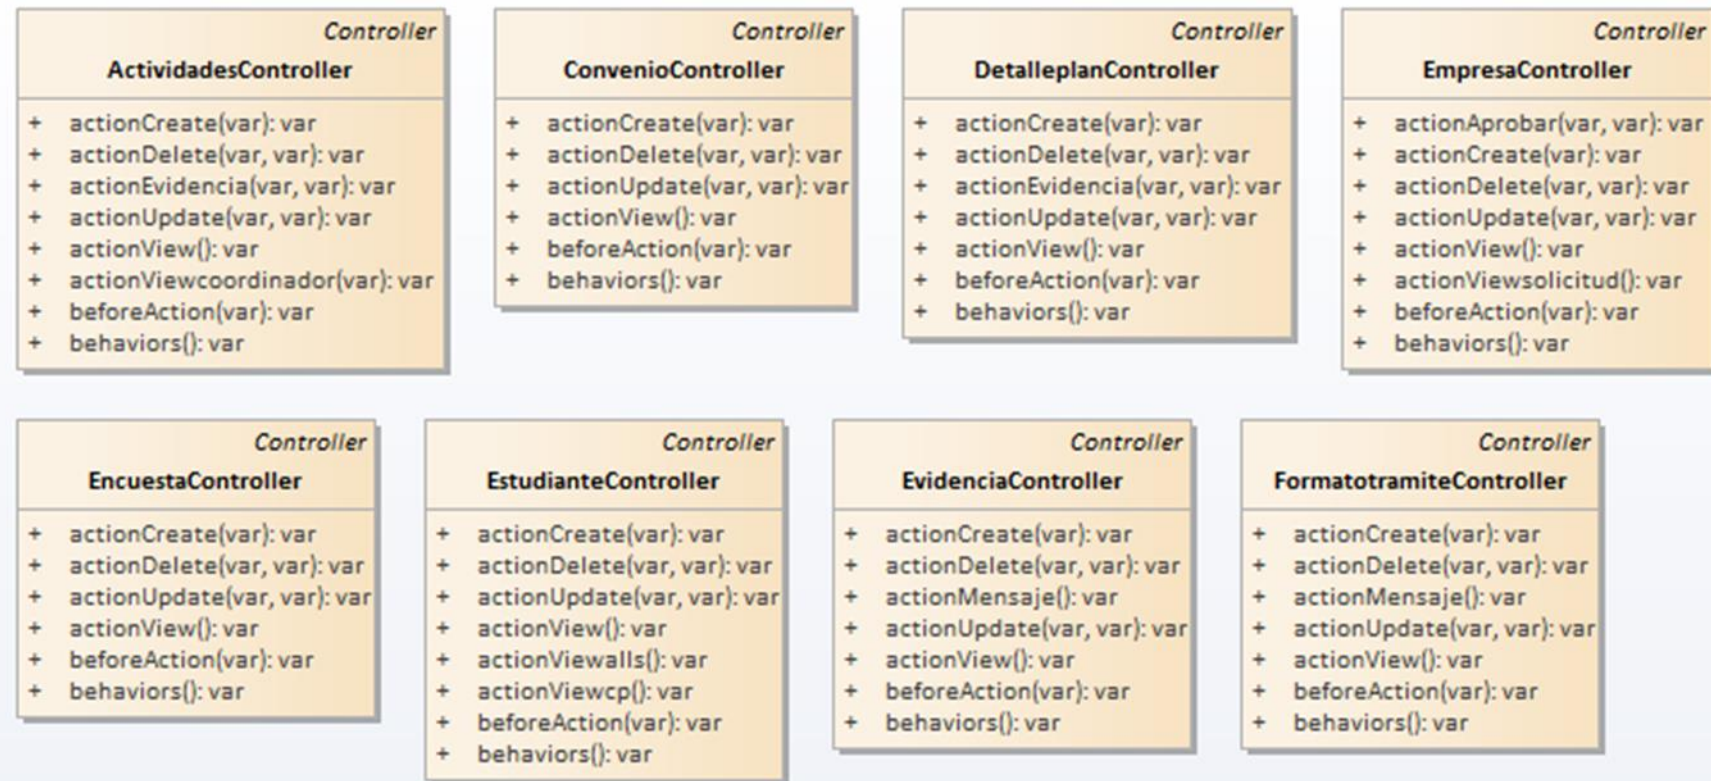 Controller
ActividadesController
+ actionCreate(var): var
+ actionDelete(var, var): var
+ actionEvidencia(var, var): var
+ actionUpdate(var, var): var
+ actionView(): var
+ actionViewcoordinador(var): var
+ beforeAction(var): var
+ behaviors(): var
Controller
ConvenioController
+ actionCreate(var): var
+ actionDelete(var, var): var
+ actionUpdate(var, var): var
+ actionView(): var
+ beforeAction(var): var
+ behaviors(): var
Controller
DetalleplanController
+ actionCreate(var): var
+ actionDelete(var, var): var
+ actionEvidencia(var, var): var
+ actionUpdate(var, var): var
+ actionView(): var
+ beforeAction(var): var
+ behaviors(): var
Controller
EmpresaController
+ actionAprobar(var, var): var
+ actionCreate(): var
+ actionDelete(var, var): var
+ actionUpdate(var, var): var
+ actionView(): var
+ actionViewsolicitud(): var
+ beforeAction(var): var
+ behaviors(): var
Controller
EncuestaController
+ actionCreate(var): var
+ actionDelete(var, var): var
+ actionUpdate(var, var): var
+ actionView(): var
+ beforeAction(var): var
+ behaviors(): var
Controller
EstudianteController
+ actionCreate(var): var
+ actionDelete(var, var): var
+ actionUpdate(var, var): var
+ actionView(): var
+ actionViewalls(): var
+ actionViewcp(): var
+ beforeAction(var): var
+ behaviors(): var
Controller
EvidenciaController
+ actionCreate(var): var
+ actionDelete(var, var): var
+ actionMensaje(): var
+ actionUpdate(var, var): var
+ actionView(): var
+ beforeAction(var): var
+ behaviors(): var
Controller
FormatotramiteController
+ actionCreate(var): var
+ actionDelete(var, var): var
+ actionMensaje(): var
+ actionUpdate(var, var): var
+ actionView(): var
+ beforeAction(var): var
+ behaviors(): var